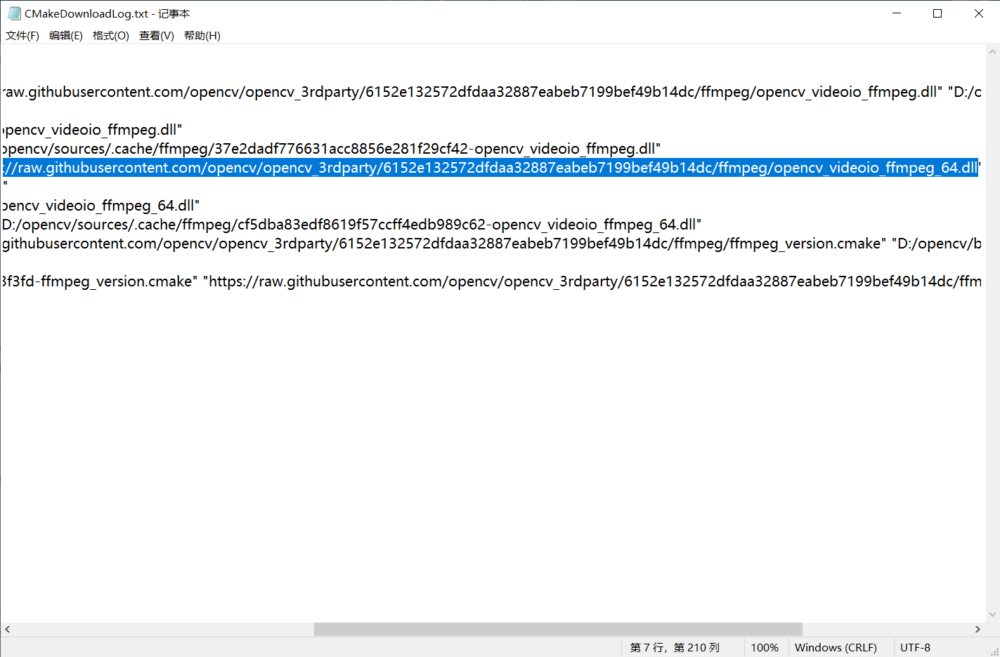 CMakeDownloadLog.txt - 记事本
文件(F) 编辑(E) 格式(O) 查看(V) 帮助(H)
raw.githubusercontent.com/opencv/opencv_3rdparty/6152e132572dfdaa32887eabeb7199bef49b14dc/ffmpeg/opencv_videoio_ffmpeg.dll" "D:/o
opencv_videoio_ffmpeg.dll"
opencv/sources/.cache/ffmpeg/37e2dadf776631acc8856e281f29cf42-opencv_videoio_ffmpeg.dll"
://raw.githubusercontent.com/opencv/opencv_3rdparty/6152e132572dfdaa32887eabeb7199bef49b14dc/ffmpeg/opencv_videoio_ffmpeg_64.dll"
"
pencv_videoio_ffmpeg_64.dll"
D:/opencv/sources/.cache/ffmpeg/cf5dba83edf8619f57ccff4edb989c62-opencv_videoio_ffmpeg_64.dll"
githubusercontent.com/opencv/opencv_3rdparty/6152e132572dfdaa32887eabeb7199bef49b14dc/ffmpeg/ffmpeg_version.cmake" "D:/opencv/b
3f3fd-ffmpeg_version.cmake" "https://raw.githubusercontent.com/opencv/opencv_3rdparty/6152e132572dfdaa32887eabeb7199bef49b14dc/ffm
第 7 行，第 210 列 100% Windows (CRLF) UTF-8